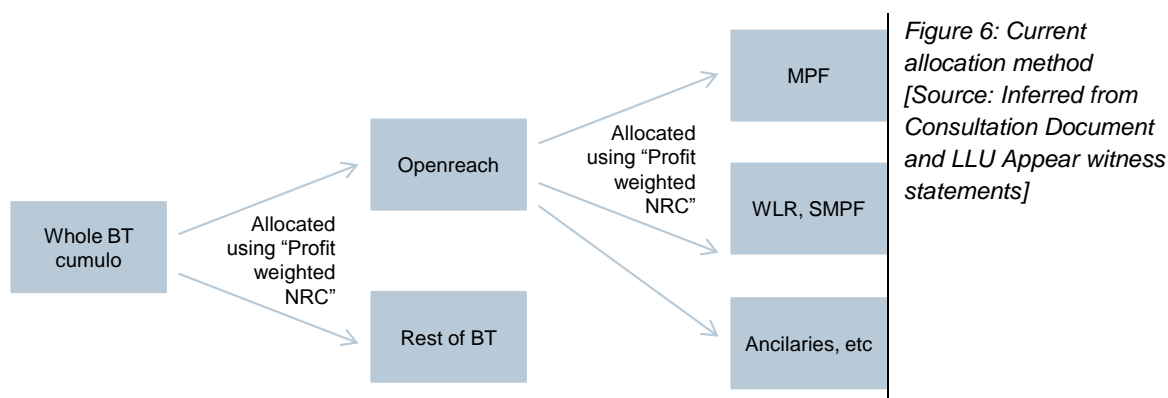 Whole BT
cumulo
Allocated
using “Profit
weighted
NRC”
Openreach
Rest of BT
Allocated
using “Profit
weighted
NRC”
MPF
WLR, SMPF
Ancilaries, etc
Figure 6: Current
allocation method
[Source: Inferred from
Consultation Document
and LLU Appear witness
statements]